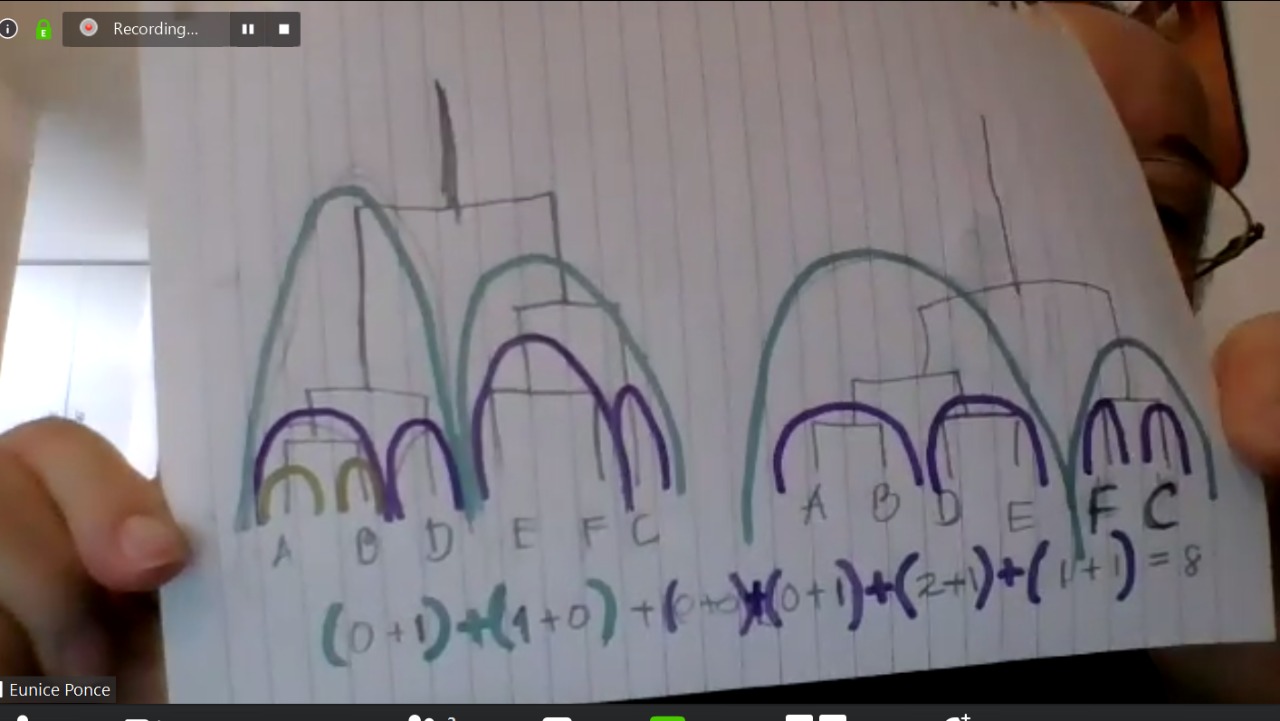 Recording...
A B D E F C
A B D E F C
(0+1)+(1+0)+(0+0)+(0+1)+(2+1)+(1+1)=8
Eunice Ponce